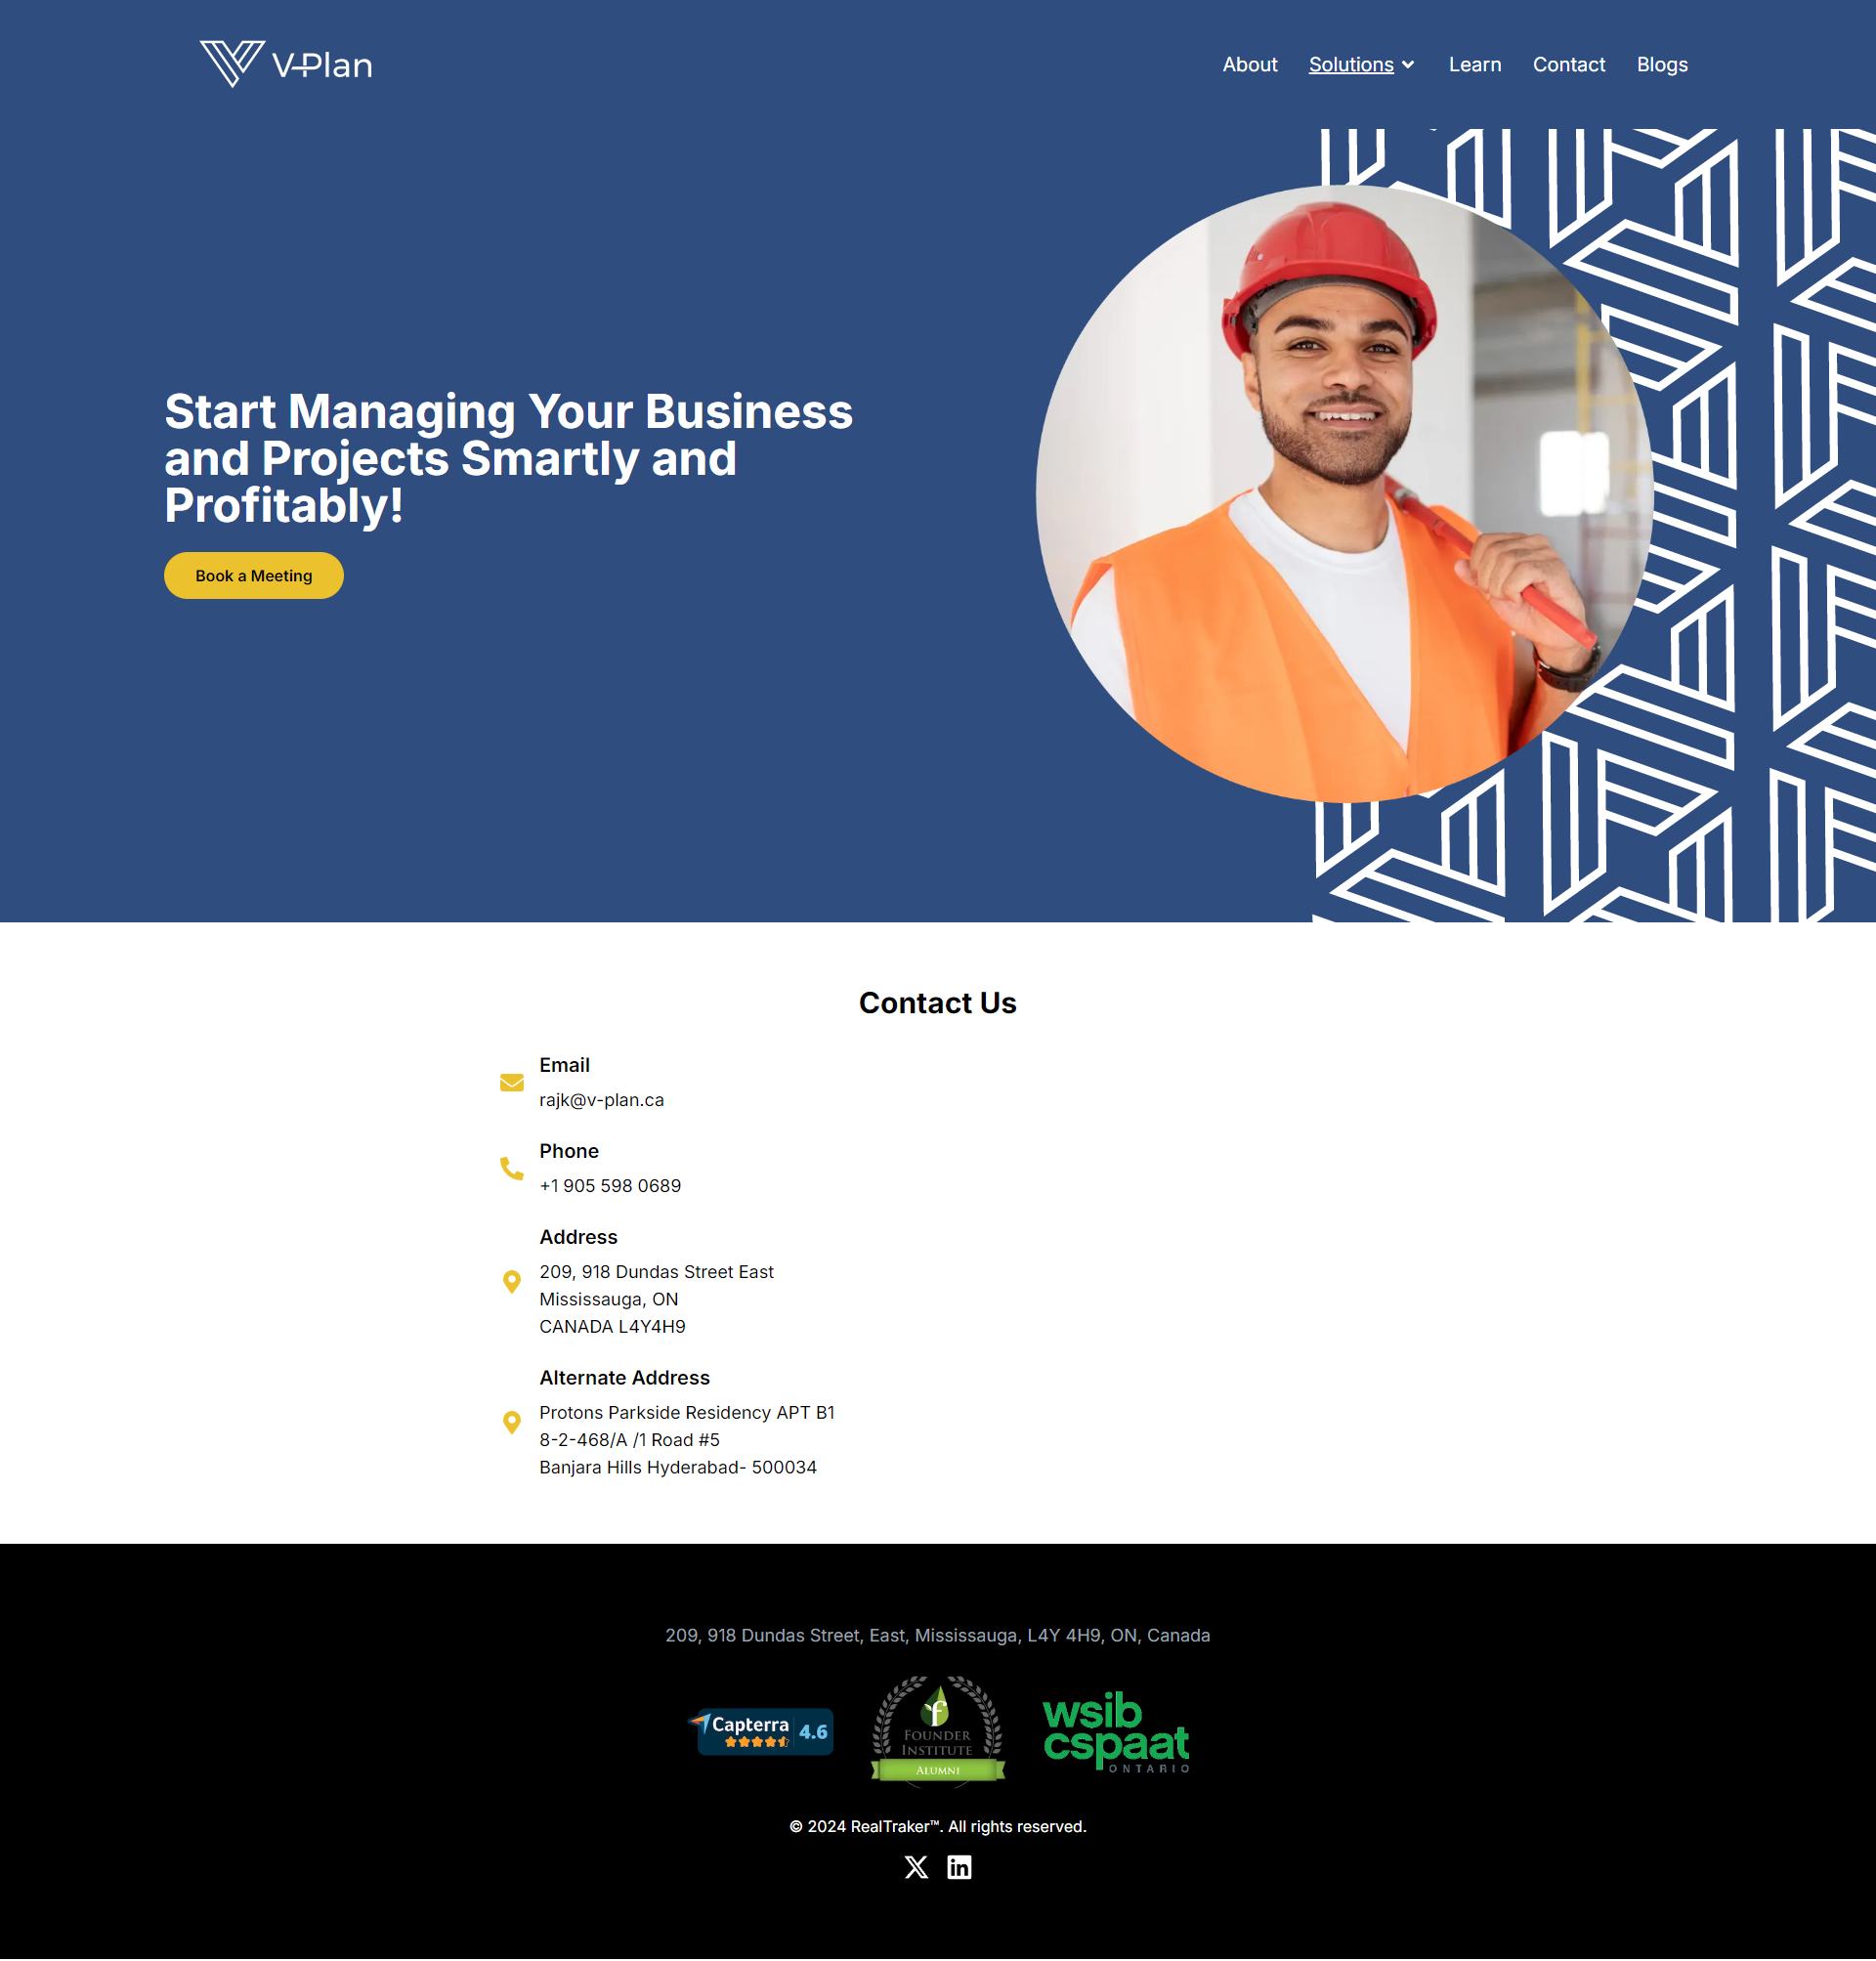 V-Plan
About Solutions Learn Contact Blogs
Start Managing Your Business
and Projects Smartly and
Profitably!
Book a Meeting
Contact Us
Email
rajk@v-plan.ca
Phone
+1 905 598 0689
Address
209, 918 Dundas Street East
Mississauga, ON
CANADA L4Y4H9
Alternate Address
Protons Parkside Residency APT B1
8-2-468/A /1 Road #5
Banjara Hills Hyderabad- 500034
209, 918 Dundas Street, East, Mississauga, L4Y 4H9, ON, Canada
Capterra 4.6
f
FOUNDER
INSTITUTE
ALUMNI
wsib
cspaat
ONTARIO
© 2024 RealTraker™. All rights reserved.
X in